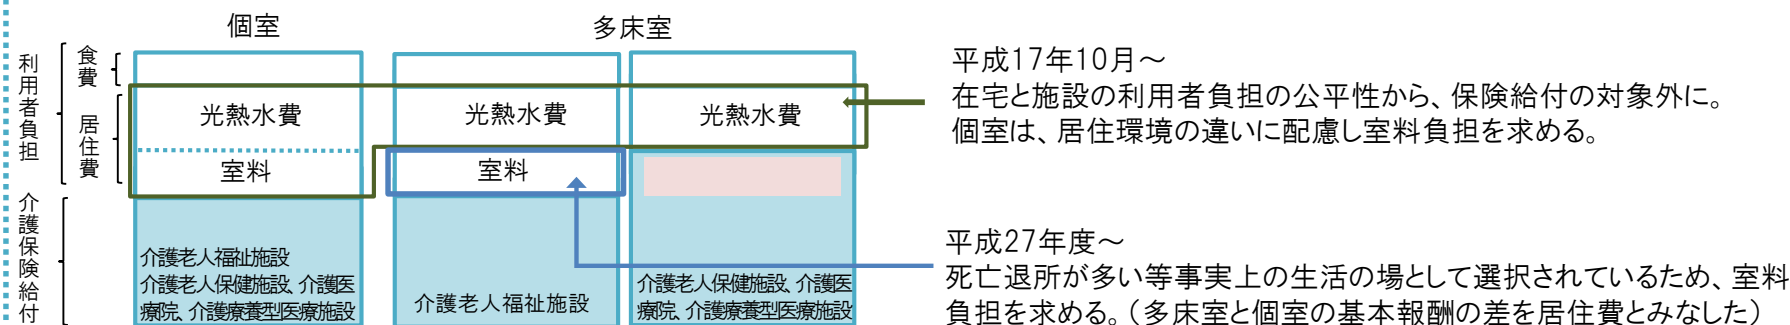 個室
多床室
利用者負担
食費
居住費
介護保険給付
光熱水費
室料
介護老人福祉施設
介護老人保健施設、介護医
療院、介護療養型医療施設
光熱水費
室料
介護老人福祉施設
光熱水費
介護老人保健施設、介護医
療院、介護療養型医療施設
平成17年10月～
在宅と施設の利用者負担の公平性から、保険給付の対象外に。
個室は、居住環境の違いに配慮し室料負担を求める。
平成27年度～
死亡退所が多い等事実上の生活の場として選択されているため、室料
負担を求める。（多床室と個室の基本報酬の差を居住費とみなした）